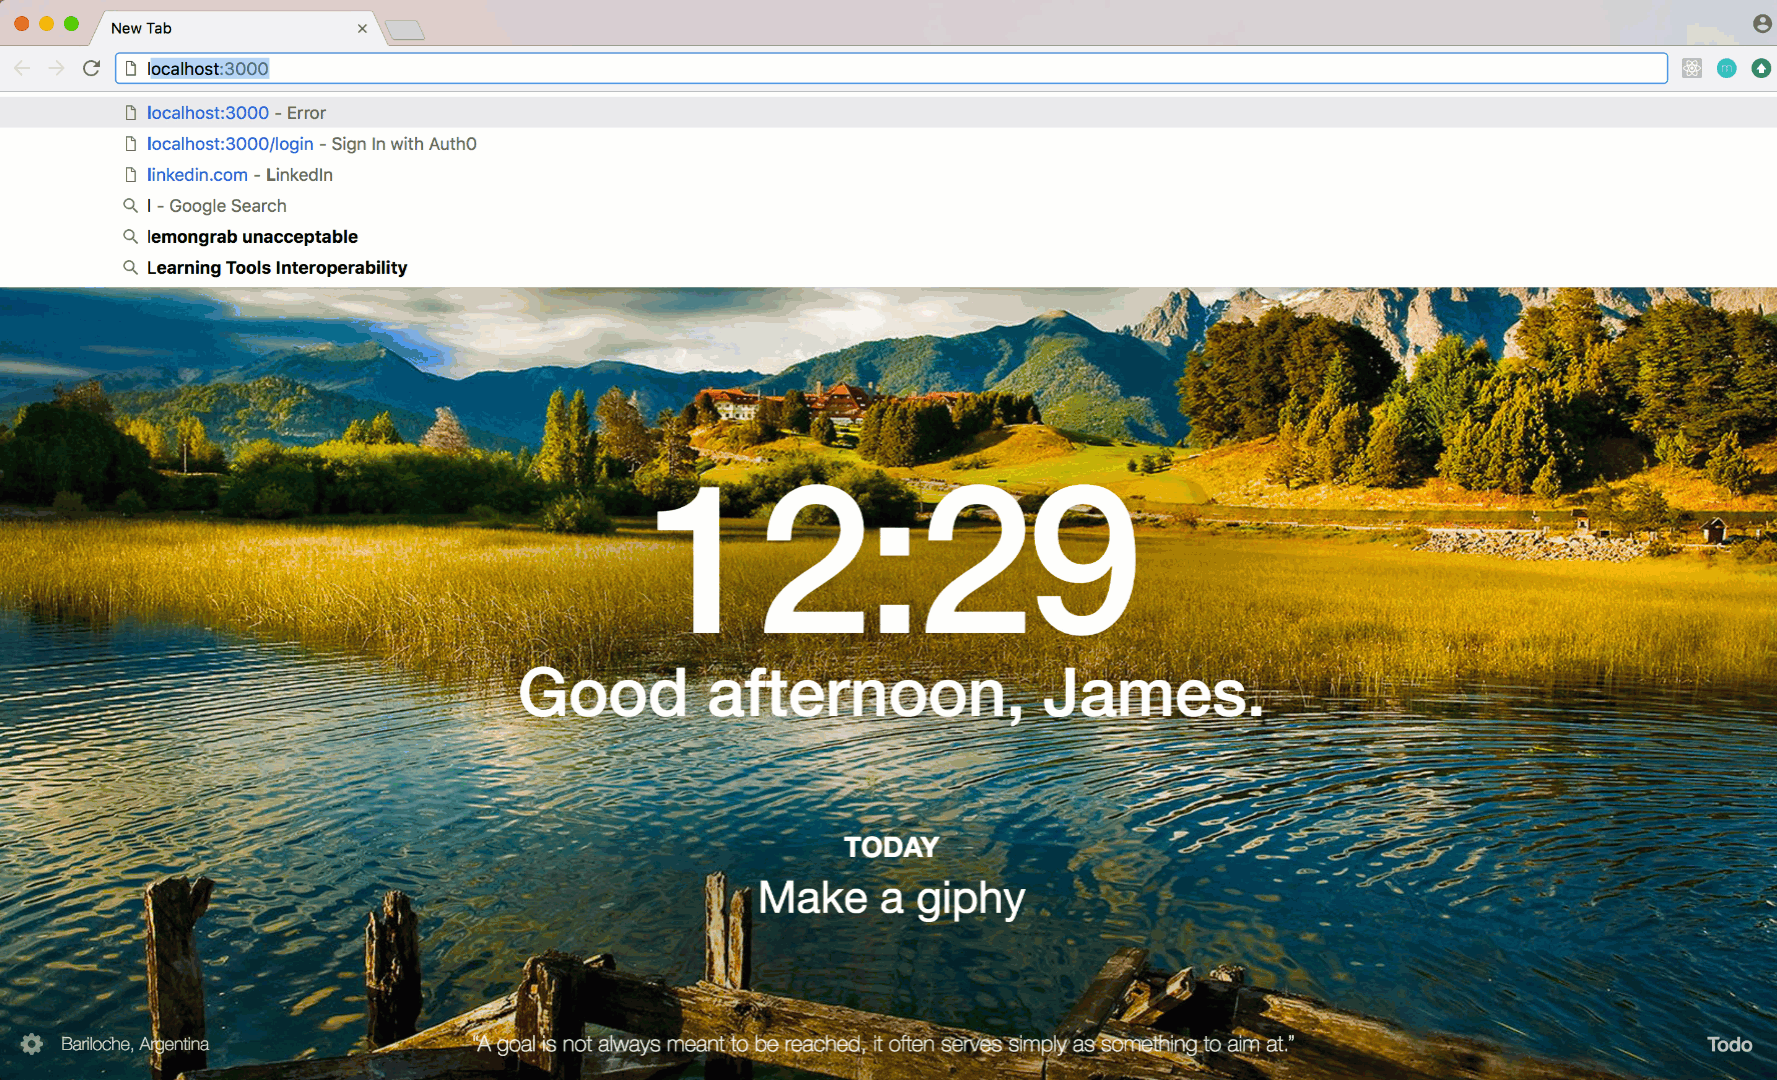 New Tab
localhost:3000
localhost:3000 - Error
localhost:3000/login - Sign In with Auth0
linkedin.com - LinkedIn
l - Google Search
lemongrab unacceptable
Learning Tools Interoperability
12:29
Good afternoon, James.
TODAY
Make a giphy
Bariloche, Argentina
"A goal is not always meant to be reached, it often serves simply as something to aim at."
Todo